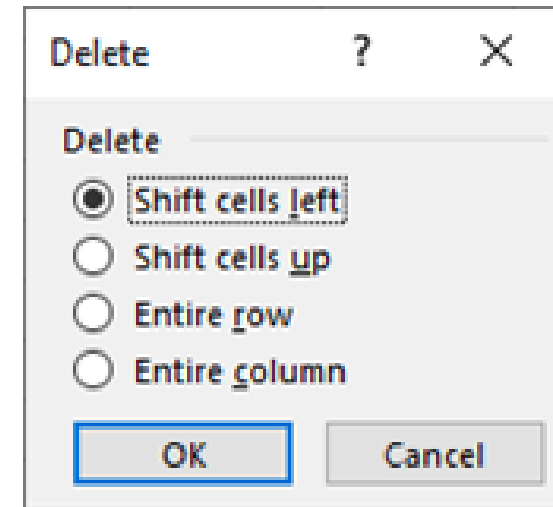 Delete ? ×
Delete
Shift cells left
Shift cells up
Entire row
Entire column
OK Cancel